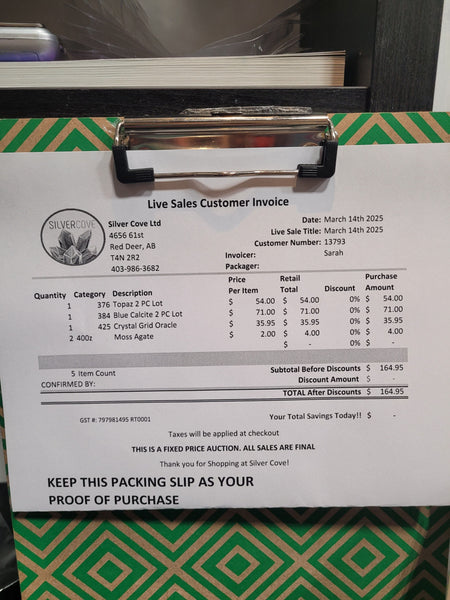 Live Sales Customer Invoice
SILVERCOVE
Silver Cove Ltd
4656 61st
Red Deer, AB
T4N 2R2
403-986-3682
Date: March 14th 2025
Live Sale Title: March 14th 2025
Customer Number: 13793
Invoicer: Sarah
Packager:
Quantity Category Description Price Per Item Retail Total Discount Purchase Amount
1 376 Topaz 2 PC Lot $ 54.00 $ 54.00 0% $ 54.00
1 384 Blue Calcite 2 PC Lot $ 71.00 $ 71.00 0% $ 71.00
1 425 Crystal Grid Oracle $ 35.95 $ 35.95 0% $ 35.95
2 400z Moss Agate $ 2.00 $ 4.00 0% $ 4.00
$ - 0% $ -
5 Item Count
Subtotal Before Discounts $ 164.95
CONFIRMED BY:
Discount Amount $ -
TOTAL After Discounts $ 164.95
GST #: 797981495 RT0001
Your Total Savings Today!! $ -
Taxes will be applied at checkout
THIS IS A FIXED PRICE AUCTION. ALL SALES ARE FINAL
Thank you for Shopping at Silver Cove!
KEEP THIS PACKING SLIP AS YOUR
PROOF OF PURCHASE